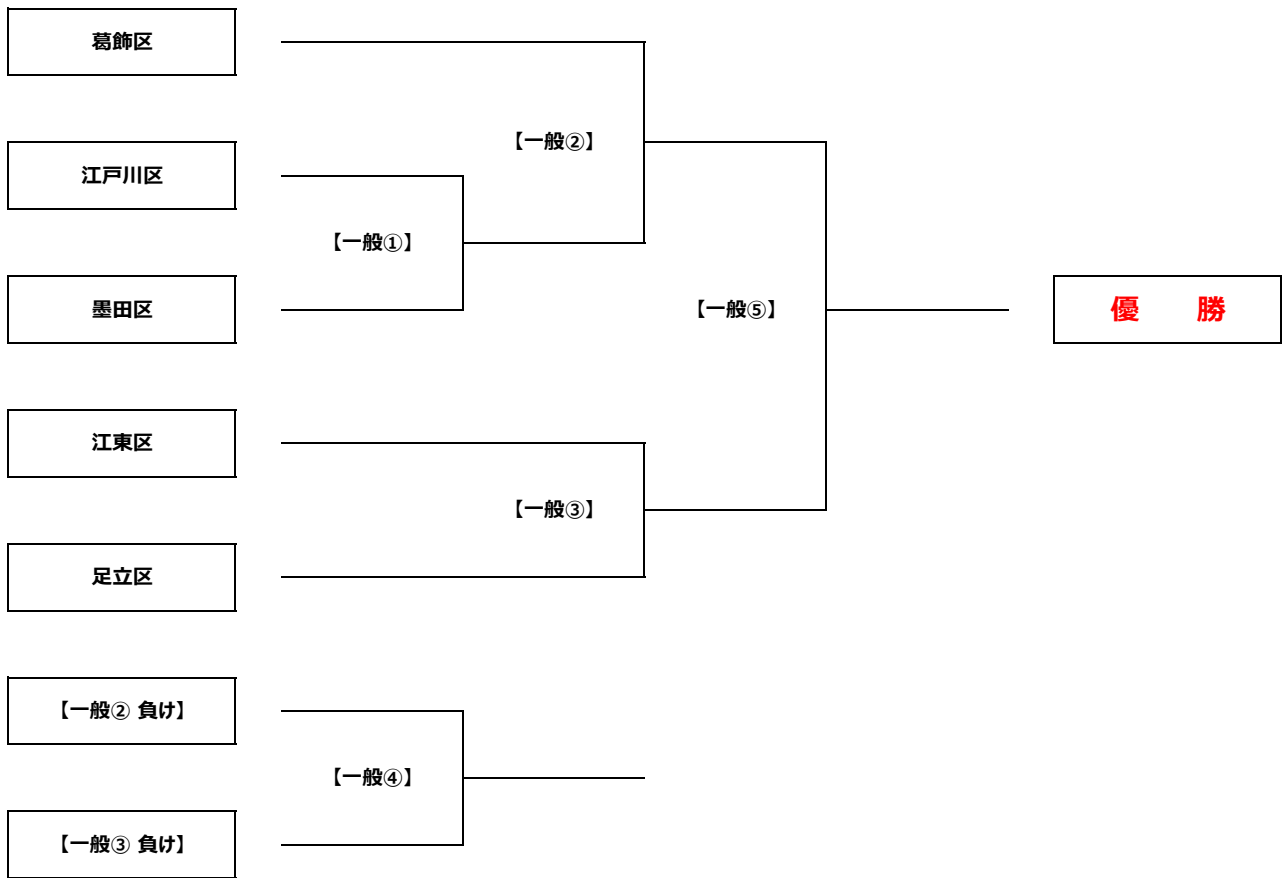 葛飾区
【一般②】
江戸川区
【一般①】
墨田区
【一般⑤】
優　勝
江東区
【一般③】
足立区
【一般② 負け】
【一般④】
【一般③ 負け】